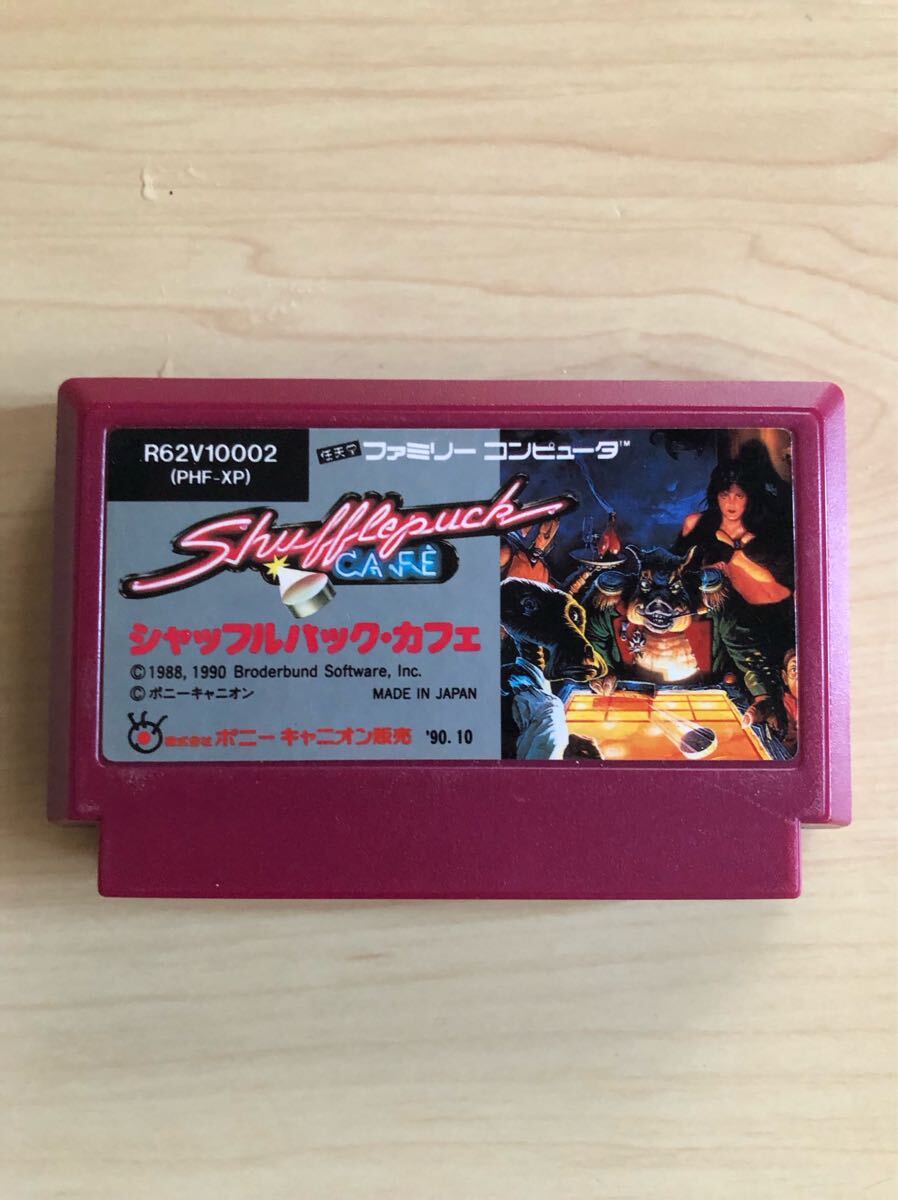 R62V10002
(PHF-XP)
任天堂 ファミリー コンピュータ™
Shufflepuck
CAFÉ
シャッフルパック・カフェ
©1988, 1990 Broderbund Software, Inc.
©ポニーキャニオン MADE IN JAPAN
株式会社 ポニーキャニオン販売 '90.10